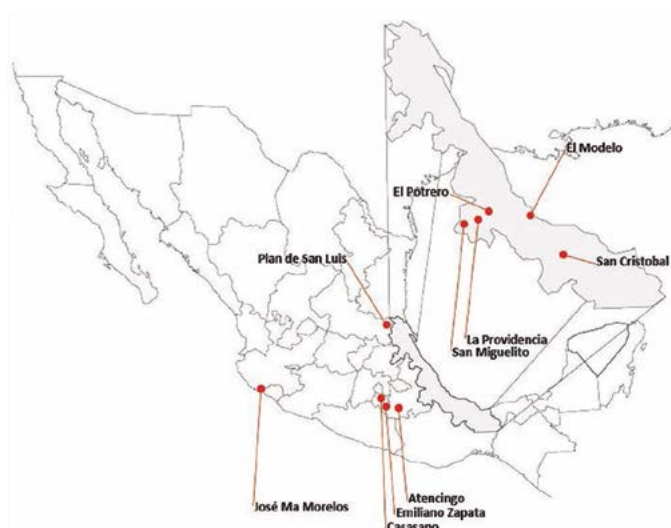 El Modelo
El Potrero
Plan de San Luis
San Cristobal
La Providencia
San Miguelito
José Ma Morelos
Atencingo
Emiliano Zapata
Casasano